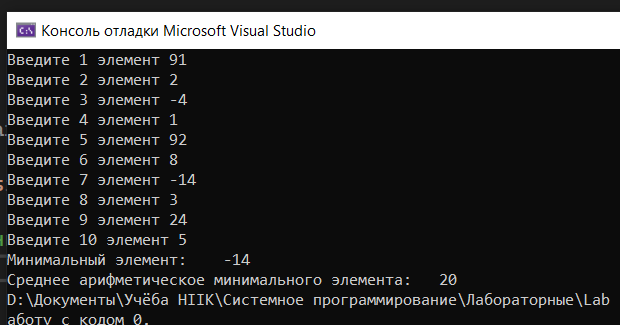 Консоль отладки Microsoft Visual Studio
Введите 1 элемент 91
Введите 2 элемент 2
Введите 3 элемент -4
Введите 4 элемент 1
Введите 5 элемент 92
Введите 6 элемент 8
Введите 7 элемент -14
Введите 8 элемент 3
Введите 9 элемент 24
Введите 10 элемент 5
Минимальный элемент: -14
Среднее арифметическое минимального элемента: 20
D:\Документы\Учёба HIIK\Системное программирование\Лабораторные\Lab
аботу с кодом 0.